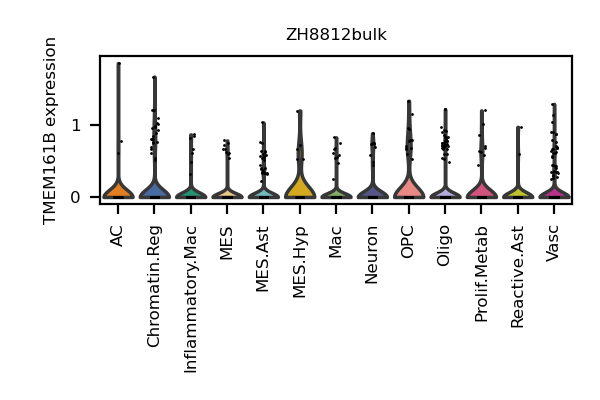 ZH8812bulk
TMEM161B expression
1
0
AC
Chromatin.Reg
Inflammatory.Mac
MES
MES.Ast
MES.Hyp
Mac
Neuron
OPC
Oligo
Prolif.Metab
Reactive.Ast
Vasc